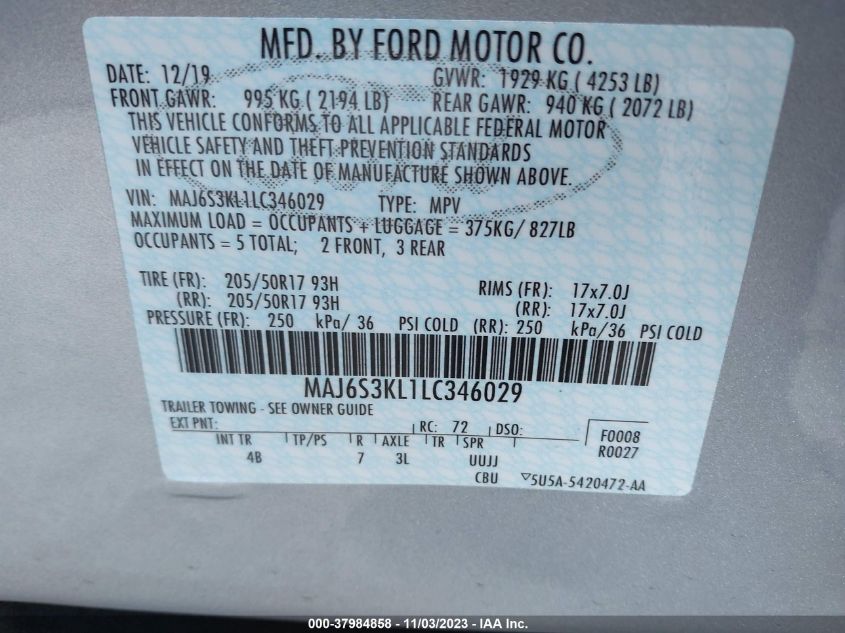 MFD. BY FORD MOTOR CO.
DATE: 12/19 GVWR: 1929 KG ( 4253 LB)
FRONT GAWR: 995 KG ( 2194 LB) REAR GAWR: 940 KG ( 2072 LB)
THIS VEHICLE CONFORMS TO ALL APPLICABLE FEDERAL MOTOR
VEHICLE SAFETY AND THEFT PREVENTION STANDARDS
IN EFFECT ON THE DATE OF MANUFACTURE SHOWN ABOVE.
VIN: MAJ6S3KL1LC346029 TYPE: MPV
MAXIMUM LOAD = OCCUPANTS + LUGGAGE = 375KG/ 827LB
OCCUPANTS = 5 TOTAL; 2 FRONT, 3 REAR
TIRE (FR): 205/50R17 93H RIMS (FR): 17x7.0J
(RR): 205/50R17 93H (RR): 17x7.0J
PRESSURE (FR): 250 kPa/ 36 PSI COLD (RR): 250 kPa/36 PSI COLD
MAJ6S3KL1LC346029
TRAILER TOWING - SEE OWNER GUIDE
EXT PNT: RC: 72 DSO: F0008
INT TR TP/PS R AXLE TR SPR R0027
4B 7 3L UUJJ
CBU 5U5A-5420472-AA
000-37984858 - 11/03/2023 - IAA Inc.